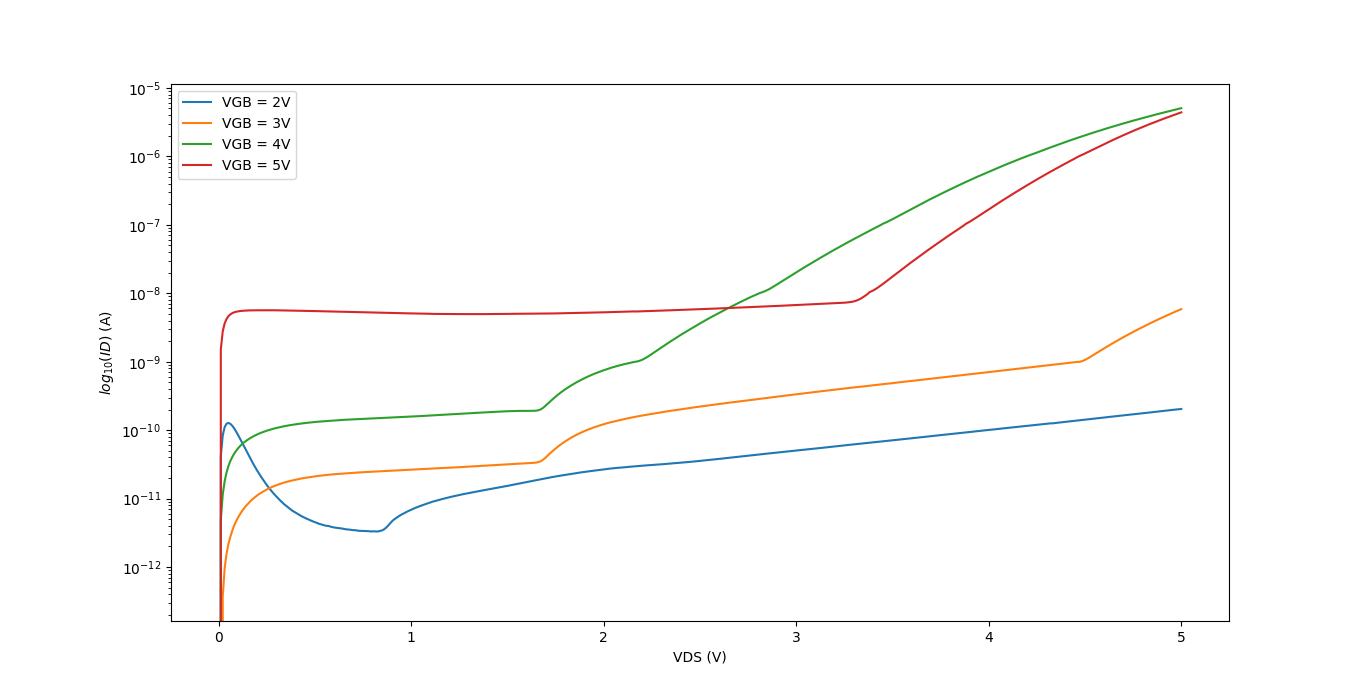 VGB = 2V
VGB = 3V
VGB = 4V
VGB = 5V
10⁻⁵
10⁻⁶
10⁻⁷
10⁻⁸
10⁻⁹
10⁻¹⁰
10⁻¹¹
10⁻¹²
log₁₀(ID) (A)
0 1 2 3 4 5
VDS (V)